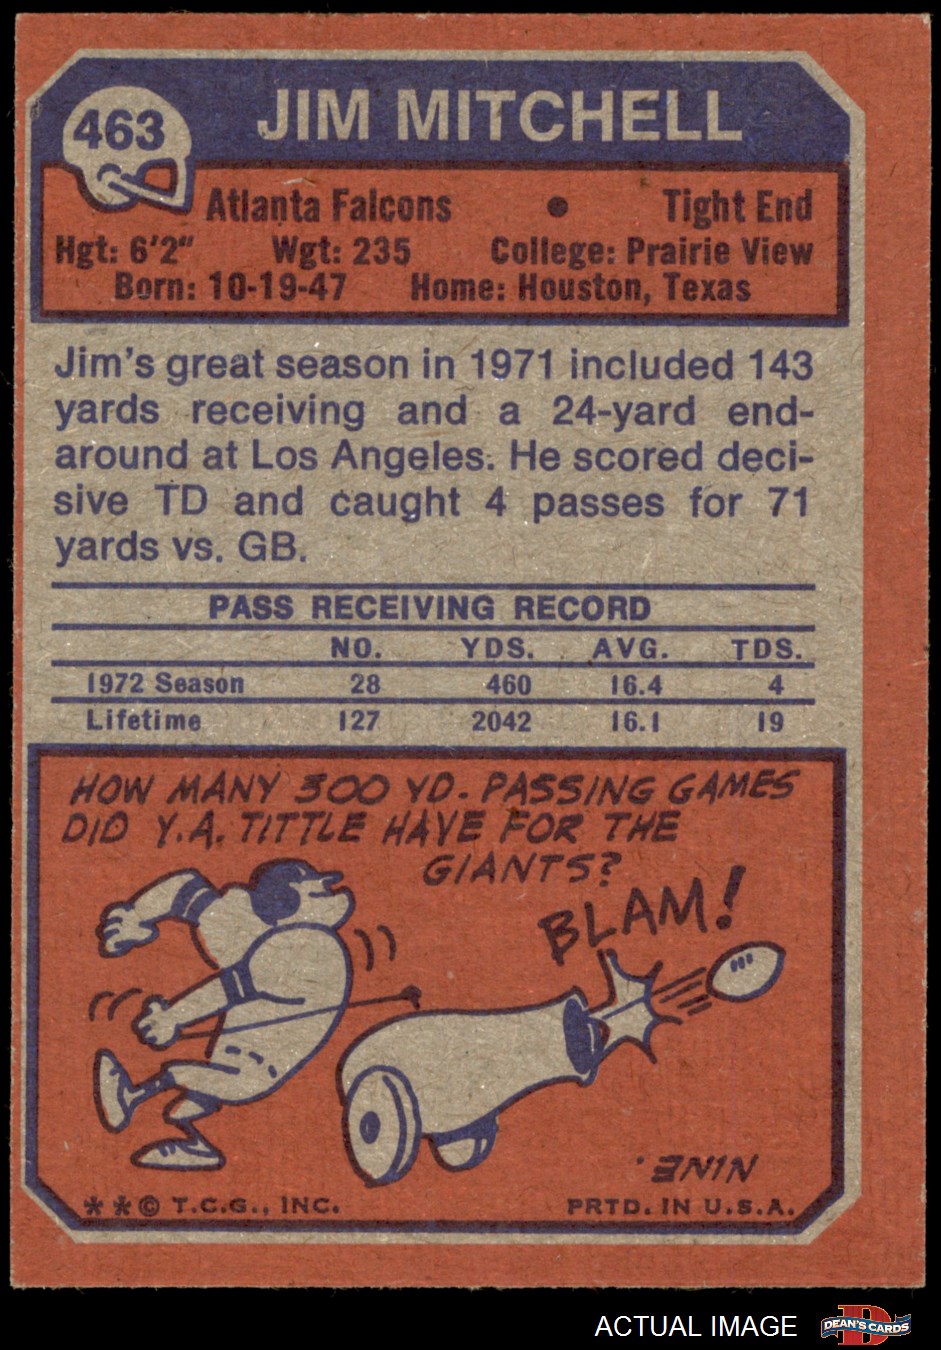 463
JIM MITCHELL
Atlanta Falcons • Tight End
Hgt: 6'2" Wgt: 235 College: Prairie View
Born: 10-19-47 Home: Houston, Texas
Jim's great season in 1971 included 143
yards receiving and a 24-yard end-
around at Los Angeles. He scored deci-
sive TD and caught 4 passes for 71
yards vs. GB.
PASS RECEIVING RECORD
NO. YDS. AVG. TDS.
1972 Season 28 460 16.4 4
Lifetime 127 2042 16.1 19
HOW MANY 300 YD. PASSING GAMES
DID Y.A. TITTLE HAVE FOR THE
GIANTS?
BLAM!
NINE.
**© T.C.G., INC. PRTD. IN U.S.A.
ACTUAL IMAGE
D
DEAN'S CARDS